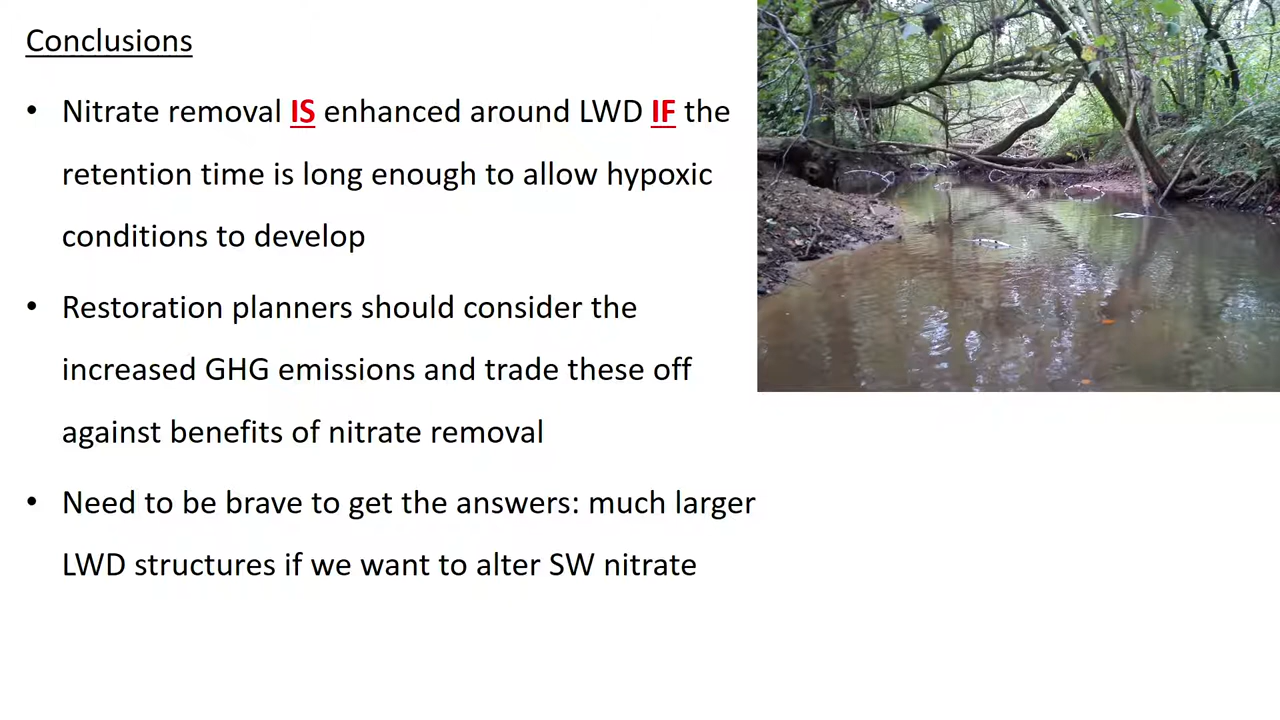 Conclusions
• Nitrate removal IS enhanced around LWD IF the
retention time is long enough to allow hypoxic
conditions to develop
• Restoration planners should consider the
increased GHG emissions and trade these off
against benefits of nitrate removal
• Need to be brave to get the answers: much larger
LWD structures if we want to alter SW nitrate